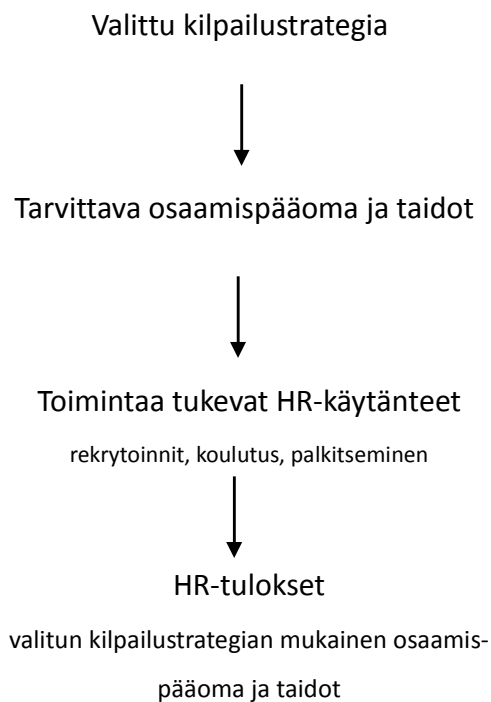 Valittu kilpailustrategia
Tarvittava osaamispääoma ja taidot
Toimintaa tukevat HR-käytänteet
rekrytoinnit, koulutus, palkitseminen
HR-tulokset
valitun kilpailustrategian mukainen osaamis-
pääoma ja taidot